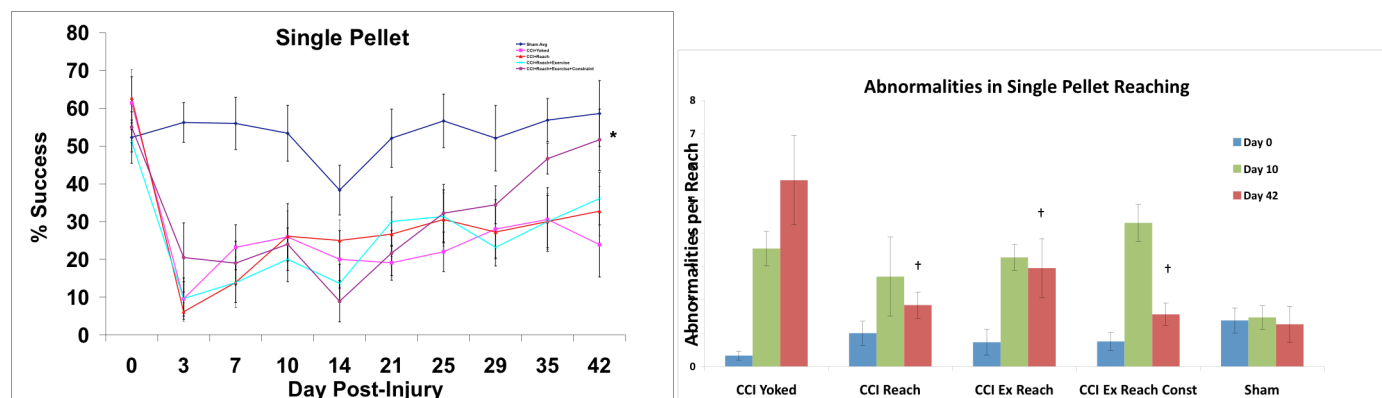 Single Pellet
80
70
60
50
40
30
20
10
0
% Success
0 3 7 10 14 21 25 29 35 42
Day Post-Injury
Sham Avg
CCI+Yoked
CCI+Reach
CCI+Reach+Exercise
CCI+Reach+Exercise+Constraint
*
Abnormalities in Single Pellet Reaching
8
7
0
Abnormalities per Reach
Day 0
Day 10
Day 42
† † †
CCI Yoked CCI Reach CCI Ex Reach CCI Ex Reach Const Sham